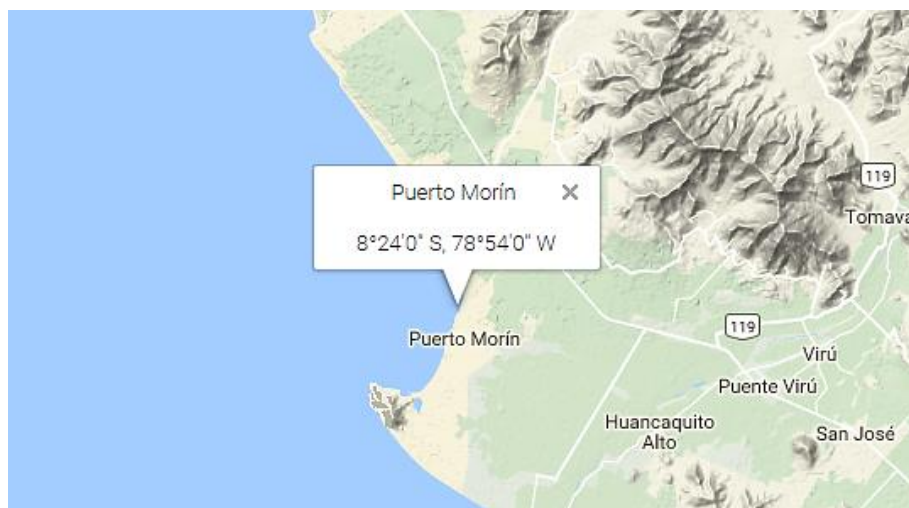 Puerto Morín ×
8°24'0" S, 78°54'0" W
119
119
Puerto Morín
Virú
Puente Virú
Huancaquito
Alto
San José